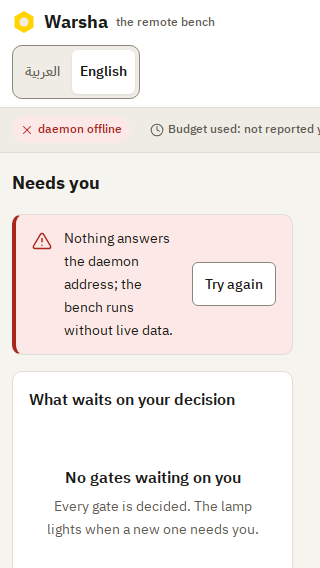 Warsha the remote bench
العربية English
daemon offline Budget used: not reported
Needs you
Nothing answers
the daemon
address; the
bench runs
without live data.
Try again
What waits on your decision
No gates waiting on you
Every gate is decided. The lamp
lights when a new one needs you.